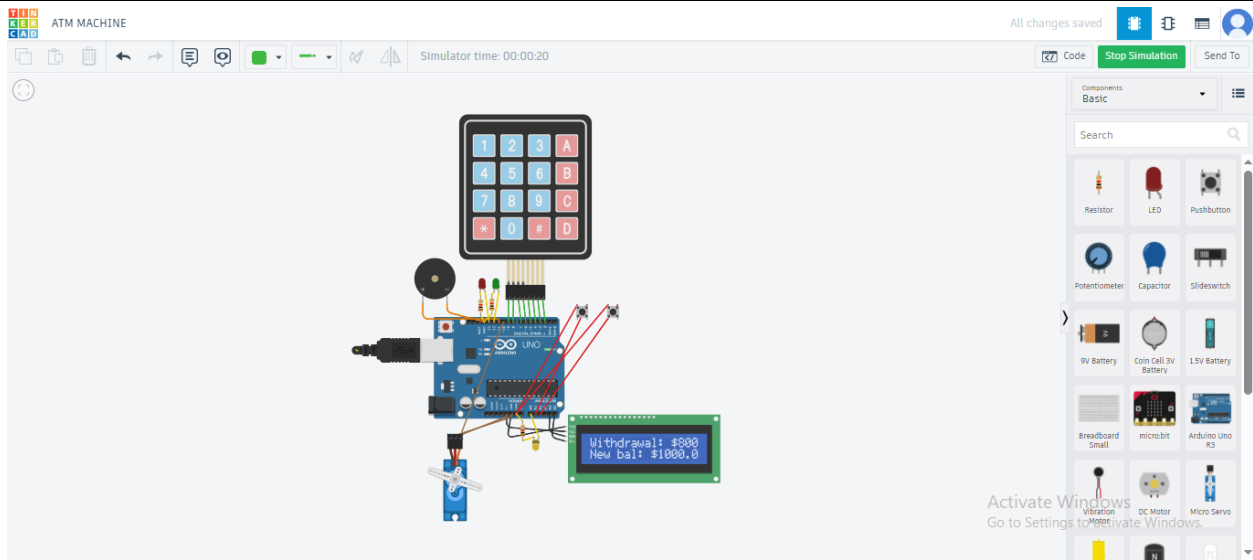 TIN
KER
CAD
ATM MACHINE
All changes saved
Simulator time: 00:00:20
Code
Stop Simulation
Send To
Components
Basic
Search
1 2 3 A
4 5 6 B
7 8 9 C
* 0 # D
UNO
ARDUINO
Withdrawal: $800
New bal: $1000.0
Resistor
LED
Pushbutton
Potentiometer
Capacitor
Slideswitch
9V Battery
Coin Cell 3V
Battery
1.5V Battery
Breadboard
Small
micro:bit
Arduino Uno
R3
Vibration
Motor
DC Motor
Micro Servo
Activate Windows
Go to Settings to activate Windows.